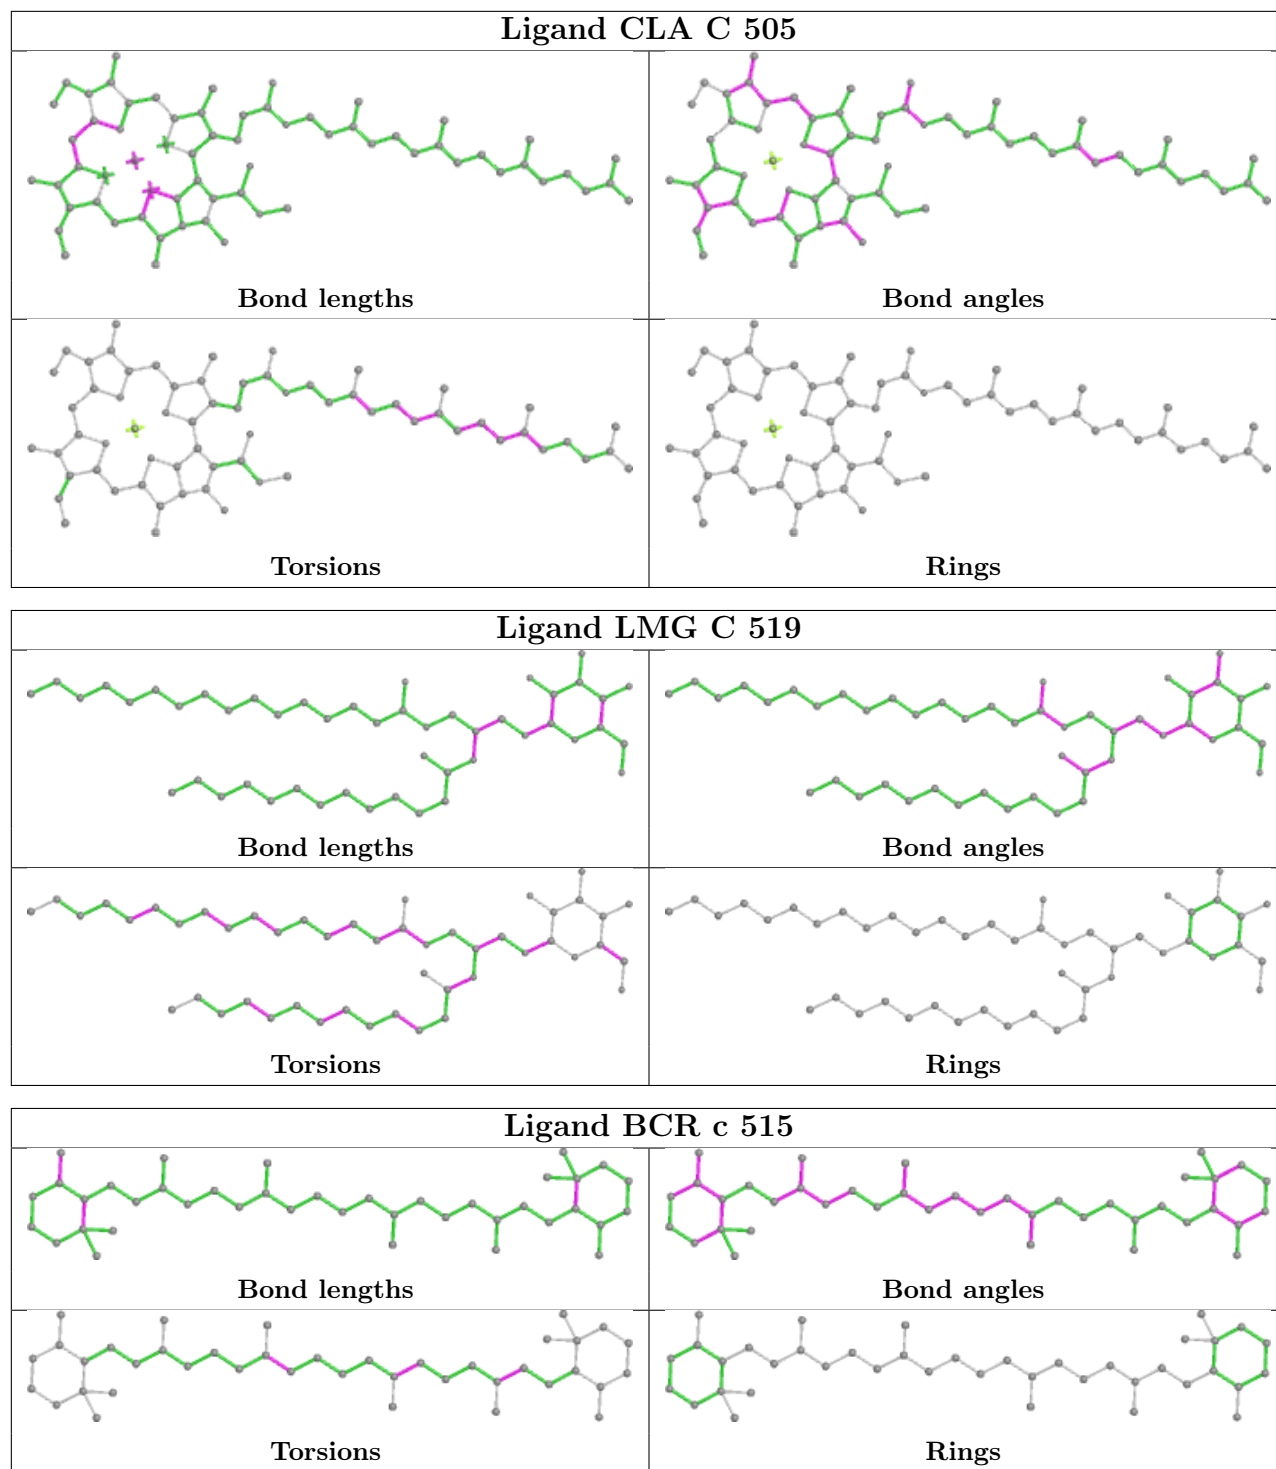 Ligand CLA C 505
Bond lengths
Bond angles
Torsions
Rings
Ligand LMG C 519
Bond lengths
Bond angles
Torsions
Rings
Ligand BCR c 515
Bond lengths
Bond angles
Torsions
Rings